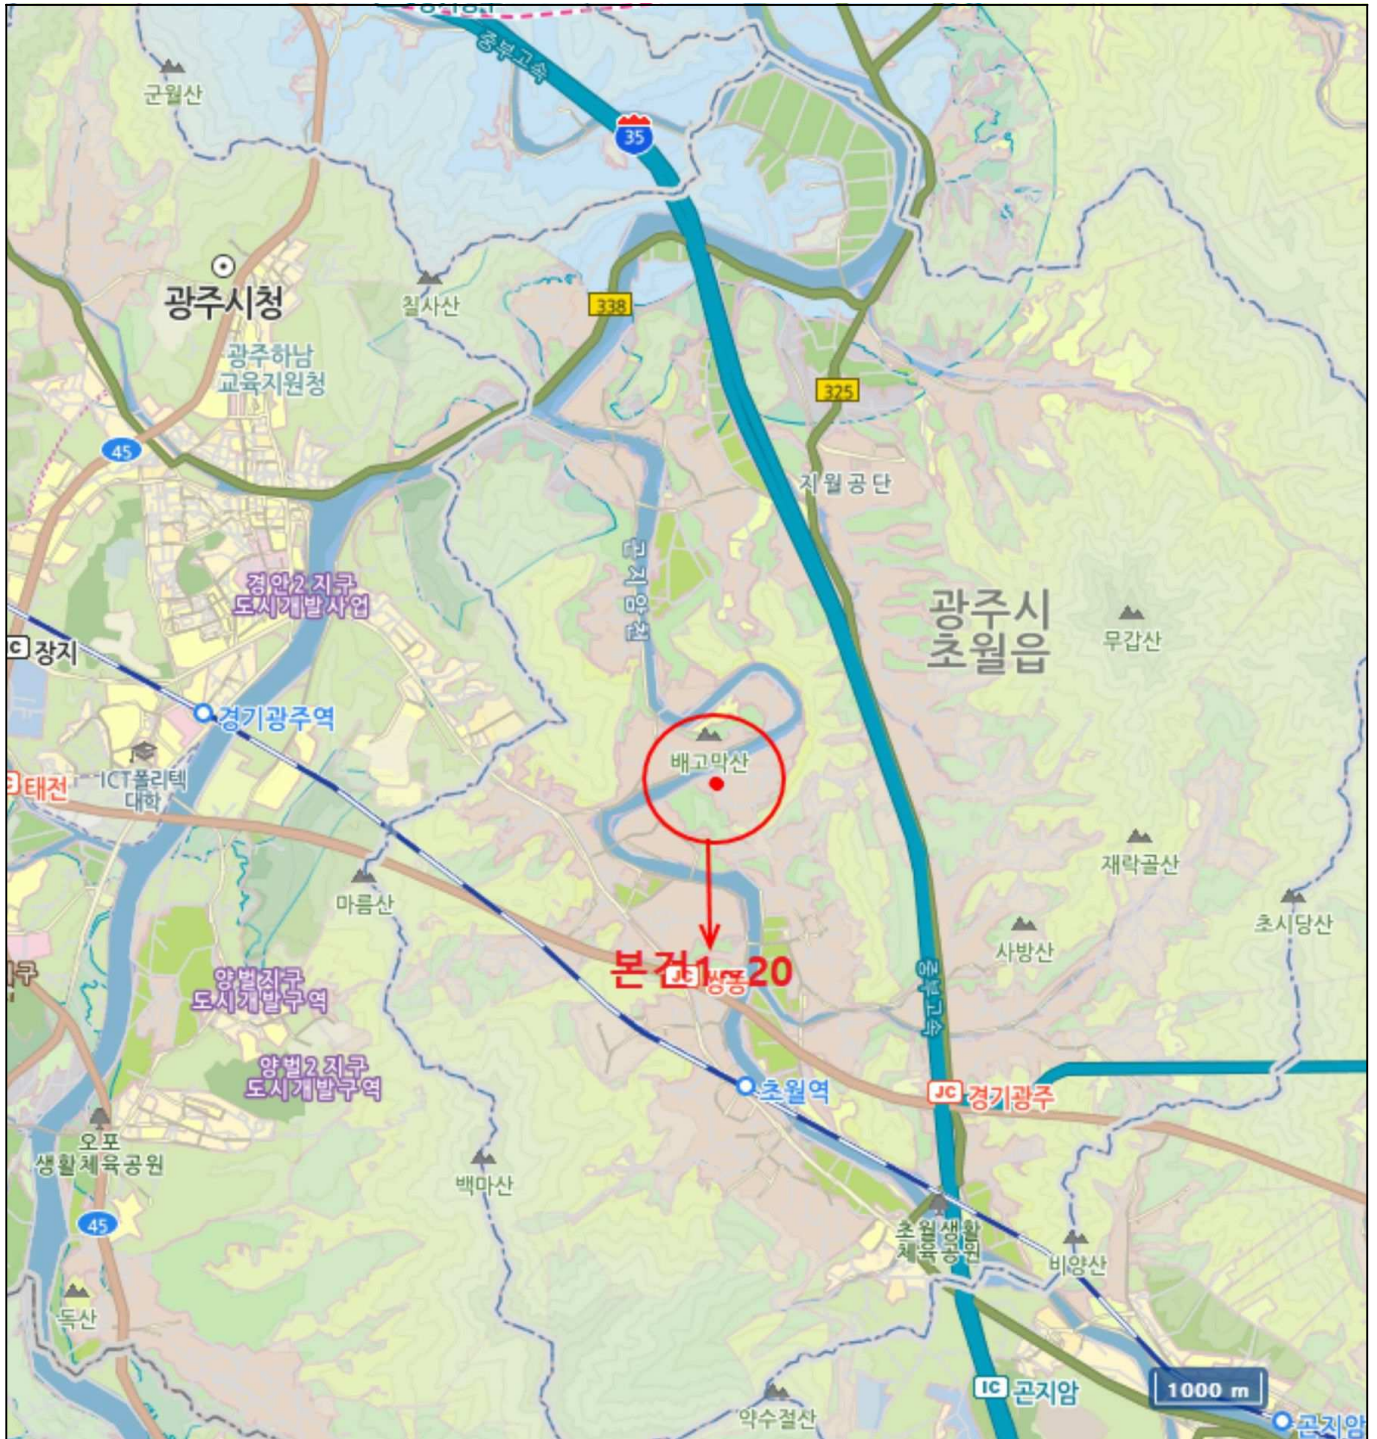 중부고속
군월산
35
광주시청
칠사산
338
광주하남
교육지원청
325
45
지월공단
곤지암천
경안2지구
도시개발사업
광주시
초월읍
무갑산
장지
경기광주역
배고막산
ICT폴리텍
대학
태전
재락골산
마름산
초시당산
사방산
본건1~20
JC 쌍동
지구
양벌지구
도시개발구역
중부고속
양벌2지구
도시개발구역
초월역
JC 경기광주
오포
생활체육공원
백마산
45
초월생활
체육공원
비양산
독산
1000 m
IC 곤지암
약수절산
곤지암